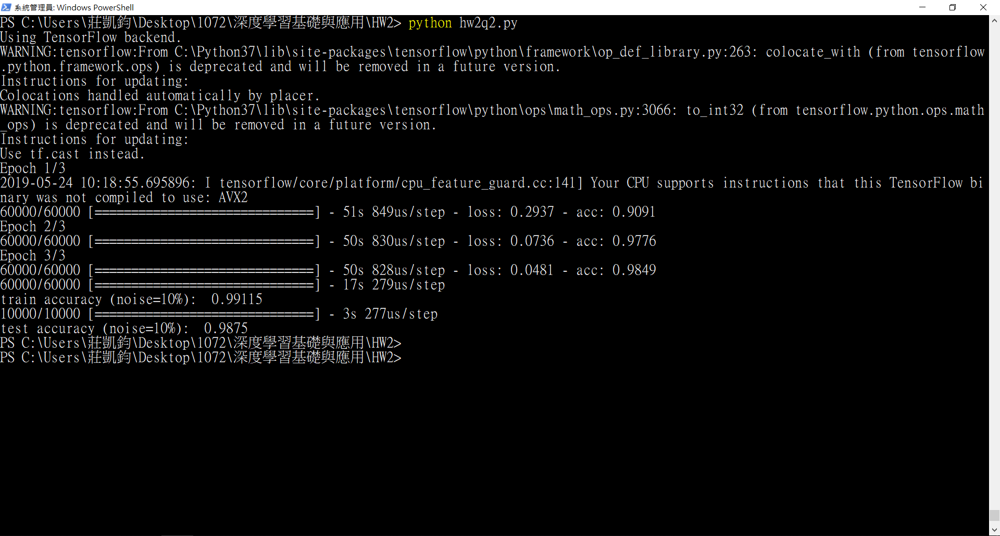 系統管理員: Windows PowerShell
PS C:\Users\莊凱鈞\Desktop\1072\深度學習基礎與應用\HW2> python hw2q2.py
Using TensorFlow backend.
WARNING:tensorflow:From C:\Python37\lib\site-packages\tensorflow\python\framework\op_def_library.py:263: colocate_with (from tensorflow
.python.framework.ops) is deprecated and will be removed in a future version.
Instructions for updating:
Colocations handled automatically by placer.
WARNING:tensorflow:From C:\Python37\lib\site-packages\tensorflow\python\ops\math_ops.py:3066: to_int32 (from tensorflow.python.ops.math
_ops) is deprecated and will be removed in a future version.
Instructions for updating:
Use tf.cast instead.
Epoch 1/3
2019-05-24 10:18:55.695896: I tensorflow/core/platform/cpu_feature_guard.cc:141] Your CPU supports instructions that this TensorFlow bi
nary was not compiled to use: AVX2
60000/60000 [==============================] - 51s 849us/step - loss: 0.2937 - acc: 0.9091
Epoch 2/3
60000/60000 [==============================] - 50s 830us/step - loss: 0.0736 - acc: 0.9776
Epoch 3/3
60000/60000 [==============================] - 50s 828us/step - loss: 0.0481 - acc: 0.9849
60000/60000 [==============================] - 17s 279us/step
train accuracy (noise=10%):  0.99115
10000/10000 [==============================] - 3s 277us/step
test accuracy (noise=10%):  0.9875
PS C:\Users\莊凱鈞\Desktop\1072\深度學習基礎與應用\HW2>
PS C:\Users\莊凱鈞\Desktop\1072\深度學習基礎與應用\HW2>